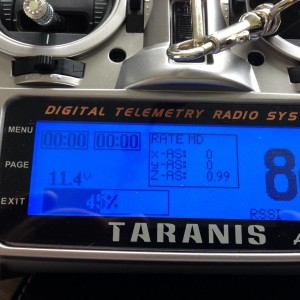 DIGITAL TELEMETRY RADIO SYS
MENU
PAGE
EXIT
00:00 00:00
RATE MD
X-AS: 0
Y-AS: 0
Z-AS: 0.99
11.4V
45%
8
RSSI
TARANIS